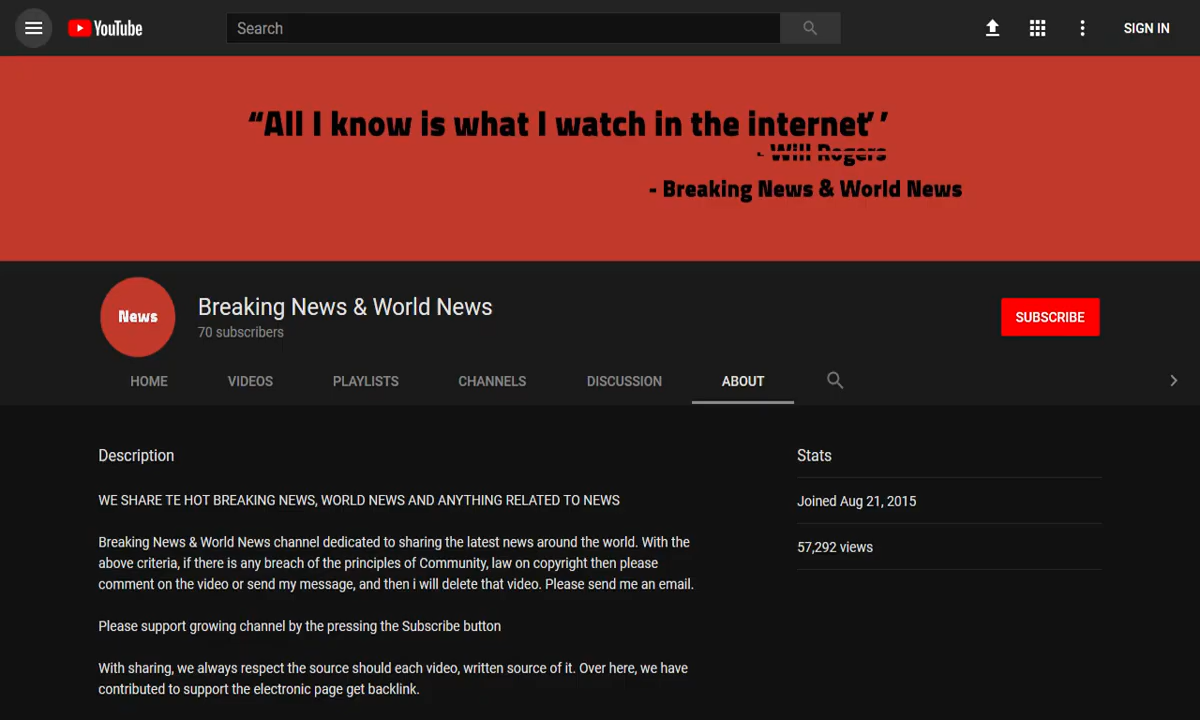 YouTube
Search
SIGN IN
“All I know is what I watch in the internet’’
- Will Rogers
- Breaking News & World News
News
Breaking News & World News
70 subscribers
SUBSCRIBE
HOME VIDEOS PLAYLISTS CHANNELS DISCUSSION ABOUT
Description
WE SHARE TE HOT BREAKING NEWS, WORLD NEWS AND ANYTHING RELATED TO NEWS
Breaking News & World News channel dedicated to sharing the latest news around the world. With the
above criteria, if there is any breach of the principles of Community, law on copyright then please
comment on the video or send my message, and then i will delete that video. Please send me an email.
Please support growing channel by the pressing the Subscribe button
With sharing, we always respect the source should each video, written source of it. Over here, we have
contributed to support the electronic page get backlink.
Stats
Joined Aug 21, 2015
57,292 views